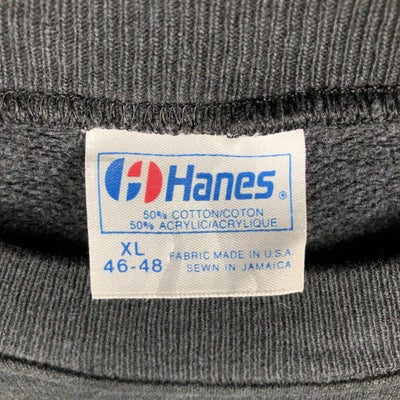 Hanes®
50% COTTON/COTON
50% ACRYLIC/ACRYLIQUE
XL
46-48
FABRIC MADE IN U.S.A
SEWN IN JAMAICA